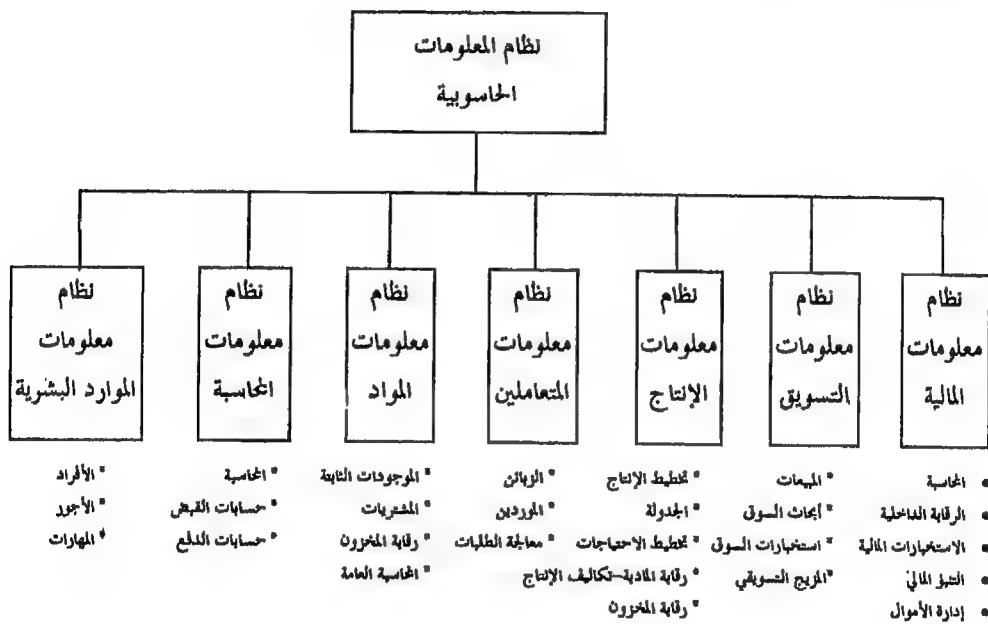 نظام المعلومات
الحاسوبية
نظام
معلومات
المالية
* المحاسبة
* الرقابة الداخلية
* الاستخبارات المالية
* التنبؤ المالي
* إدارة الأموال
نظام
معلومات
التسويق
* المبيعات
* أبحاث السوق
* استخبارات السوق
* المزيج التسويقي
نظام
معلومات
الإنتاج
* تخطيط الإنتاج
* الجدولة
* تخطيط الاحتياجات
* رقابة المادية-تكاليف الإنتاج
* رقابة المخزون
نظام
معلومات
المتعاملين
* الزبائن
* الموردين
* معالجة الطلبات
نظام
معلومات
المواد
* الموجودات الثابتة
* المشتريات
* رقابة المخزون
* المحاسبة العامة
نظام
معلومات
المحاسبة
* المحاسبة
* حسابات القبض
* حسابات الدفع
نظام
معلومات
الموارد البشرية
* الأفراد
* الأجور
* المهارات